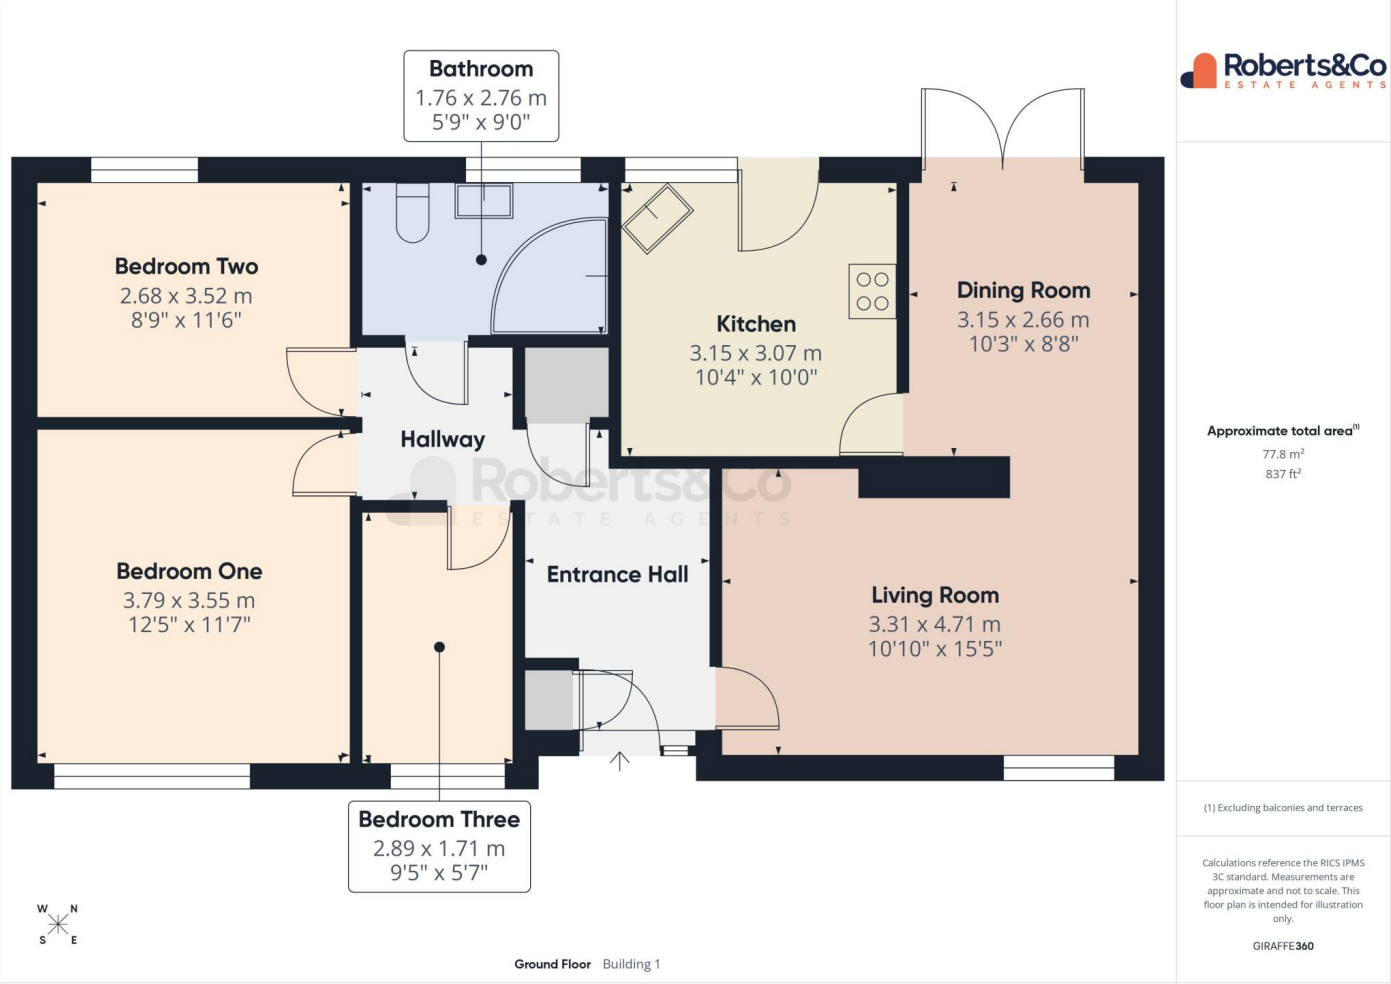 Bathroom
1.76 x 2.76 m
5'9" x 9'0"
Roberts&Co
ESTATE AGENTS
Bedroom Two
2.68 x 3.52 m
8'9" x 11'6"
Kitchen
3.15 x 3.07 m
10'4" x 10'0"
Dining Room
3.15 x 2.66 m
10'3" x 8'8"
Hallway
Roberts&Co
ESTATE AGENTS
Approximate total area(1)
77.8 m²
837 ft²
Bedroom One
3.79 x 3.55 m
12'5" x 11'7"
Entrance Hall
Living Room
3.31 x 4.71 m
10'10" x 15'5"
Bedroom Three
2.89 x 1.71 m
9'5" x 5'7"
(1) Excluding balconies and terraces
Calculations reference the RICS IPMS
3C standard. Measurements are
approximate and not to scale. This
floor plan is intended for illustration
only.
GIRAFFE360
W N
S E
Ground Floor Building 1